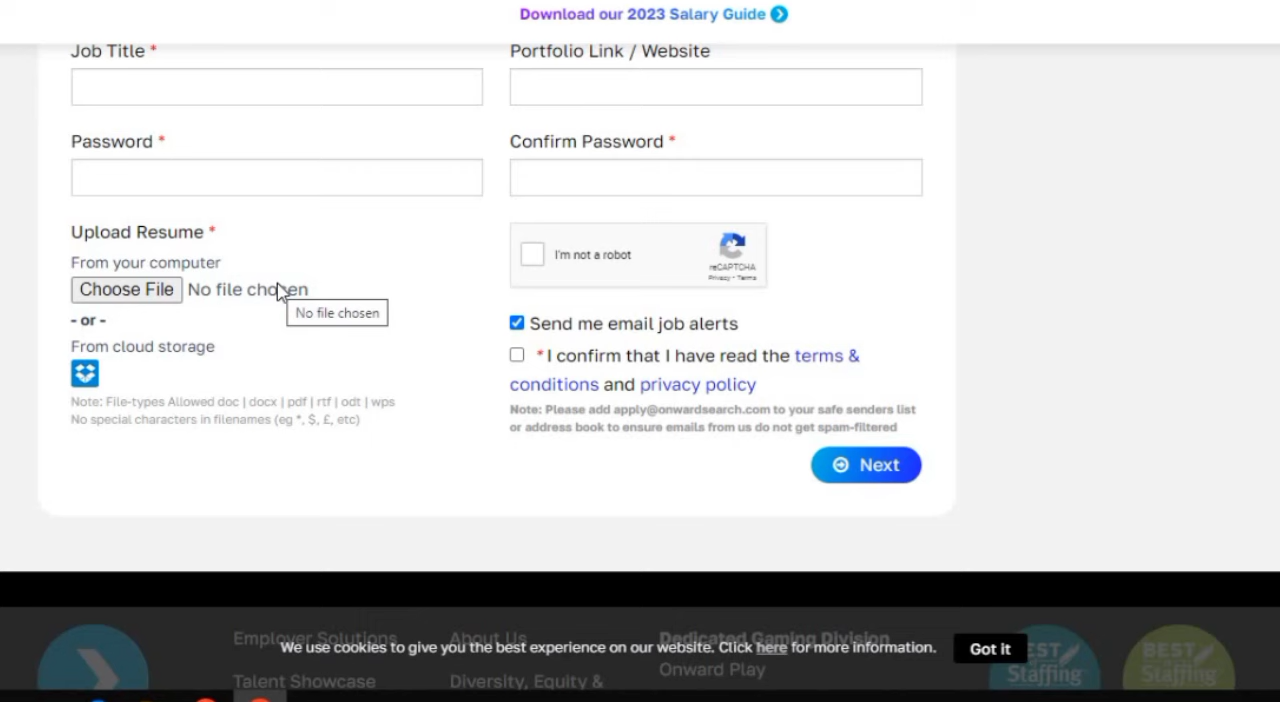 Download our 2023 Salary Guide
Job Title *
Portfolio Link / Website
Password *
Confirm Password *
Upload Resume *
From your computer
Choose File No file chosen
No file chosen
- or -
From cloud storage
Note: File-types Allowed doc | docx | pdf | rtf | odt | wps
No special characters in filenames (eg *, $, £, etc)
I'm not a robot
reCAPTCHA
Privacy - Terms
Send me email job alerts
* I confirm that I have read the terms &
conditions and privacy policy
Note: Please add apply@onwardsearch.com to your safe senders list
or address book to ensure emails from us do not get spam-filtered
Next
Employer Solutions
About Us
Dedicated Gaming Division
We use cookies to give you the best experience on our website. Click here for more information.
Got it
Talent Showcase
Diversity, Equity &
Onward Play
BEST
Staffing
BEST
Staffing